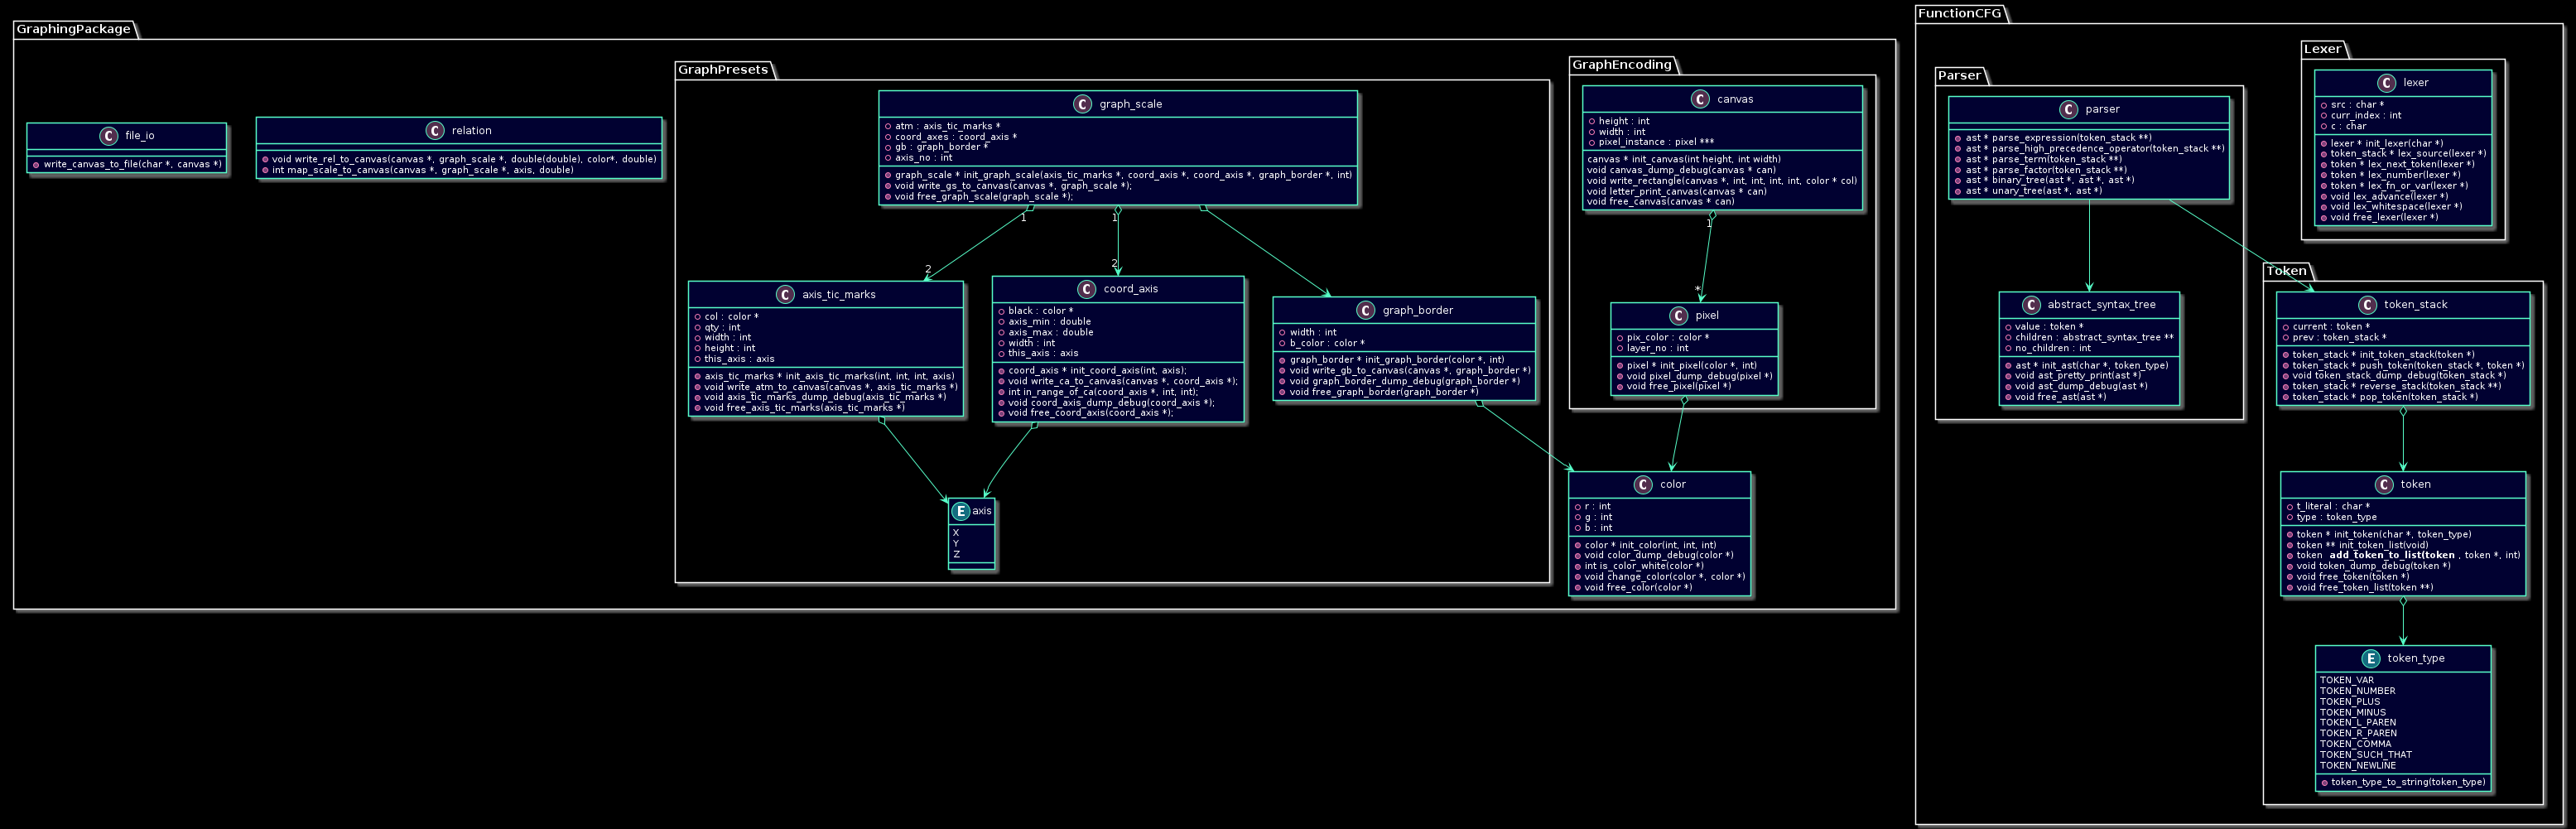 GraphingPackage
file_io
write_canvas_to_file(char *, canvas *)
relation
void write_rel_to_canvas(canvas *, graph_scale *, double(double), color*, double)
int map_scale_to_canvas(canvas *, graph_scale *, axis, double)
GraphPresets
graph_scale
atm : axis_tic_marks *
coord_axes : coord_axis *
gb : graph_border *
axis_no : int
graph_scale * init_graph_scale(axis_tic_marks *, coord_axis *, coord_axis *, graph_border *, int)
void write_gs_to_canvas(canvas *, graph_scale *);
void free_graph_scale(graph_scale *);
1
1
2
2
axis_tic_marks
col : color *
qty : int
width : int
height : int
this_axis : axis
axis_tic_marks * init_axis_tic_marks(int, int, int, axis)
void write_atm_to_canvas(canvas *, axis_tic_marks *)
void axis_tic_marks_dump_debug(axis_tic_marks *)
void free_axis_tic_marks(axis_tic_marks *)
coord_axis
black : color *
axis_min : double
axis_max : double
width : int
this_axis : axis
coord_axis * init_coord_axis(int, axis);
void write_ca_to_canvas(canvas *, coord_axis *);
int in_range_of_ca(coord_axis *, int, int);
void coord_axis_dump_debug(coord_axis *);
void free_coord_axis(coord_axis *);
graph_border
width : int
b_color : color *
graph_border * init_graph_border(color *, int)
void write_gb_to_canvas(canvas *, graph_border *)
void graph_border_dump_debug(graph_border *)
void free_graph_border(graph_border *)
E axis
X
Y
Z
GraphEncoding
canvas
height : int
width : int
pixel_instance : pixel ***
canvas * init_canvas(int height, int width)
void canvas_dump_debug(canvas * can)
void write_rectangle(canvas *, int, int, int, int, color * col)
void letter_print_canvas(canvas * can)
void free_canvas(canvas * can)
1
*
pixel
pix_color : color *
layer_no : int
pixel * init_pixel(color *, int)
void pixel_dump_debug(pixel *)
void free_pixel(pixel *)
color
r : int
g : int
b : int
color * init_color(int, int, int)
void color_dump_debug(color *)
int is_color_white(color *)
void change_color(color *, color *)
void free_color(color *)
FunctionCFG
Parser
parser
ast * parse_expression(token_stack **)
ast * parse_high_precedence_operator(token_stack **)
ast * parse_term(token_stack **)
ast * parse_factor(token_stack **)
ast * binary_tree(ast *, ast *, ast *)
ast * unary_tree(ast *, ast *)
abstract_syntax_tree
value : token *
children : abstract_syntax_tree **
no_children : int
ast * init_ast(char *, token_type)
void ast_pretty_print(ast *)
void ast_dump_debug(ast *)
void free_ast(ast *)
Lexer
lexer
src : char *
curr_index : int
c : char
lexer * init_lexer(char *)
token_stack * lex_source(lexer *)
token * lex_next_token(lexer *)
token * lex_number(lexer *)
token * lex_fn_or_var(lexer *)
void lex_advance(lexer *)
void lex_whitespace(lexer *)
void free_lexer(lexer *)
Token
token_stack
current : token *
prev : token_stack *
token_stack * init_token_stack(token *)
token_stack * push_token(token_stack *, token *)
void token_stack_dump_debug(token_stack *)
token_stack * reverse_stack(token_stack **)
token_stack * pop_token(token_stack *)
token
t_literal : char *
type : token_type
token * init_token(char *, token_type)
token ** init_token_list(void)
token add_token_to_list(token , token *, int)
void token_dump_debug(token *)
void free_token(token *)
void free_token_list(token **)
E token_type
TOKEN_VAR
TOKEN_NUMBER
TOKEN_PLUS
TOKEN_MINUS
TOKEN_L_PAREN
TOKEN_R_PAREN
TOKEN_COMMA
TOKEN_SUCH_THAT
TOKEN_NEWLINE
token_type_to_string(token_type)